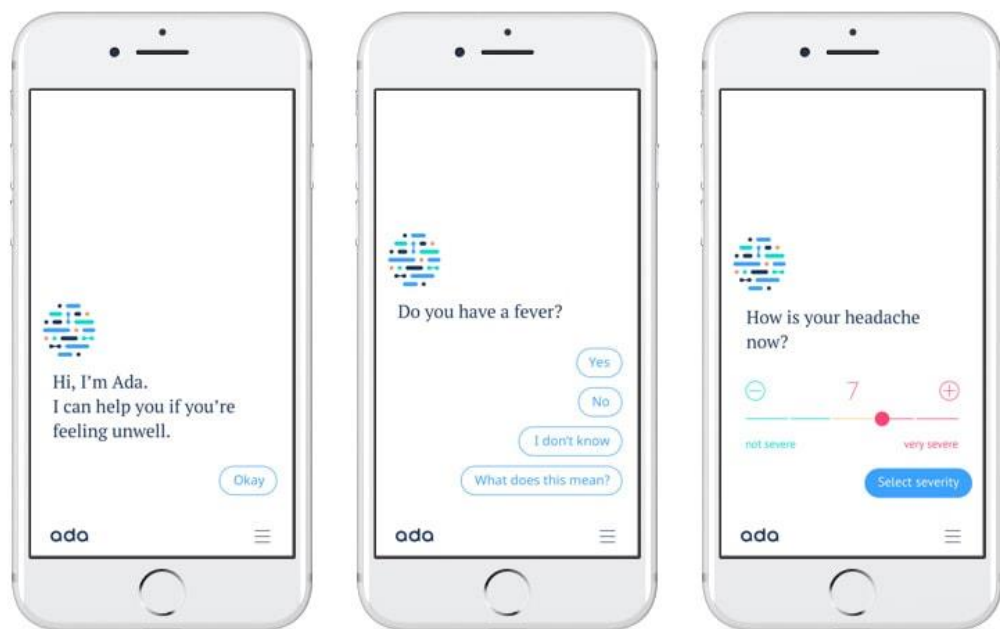 Hi, I'm Ada.
I can help you if you're
feeling unwell.
Okay
ada
Do you have a fever?
Yes
No
I don't know
What does this mean?
ada
How is your headache
now?
7
not severe
very severe
Select severity
ada